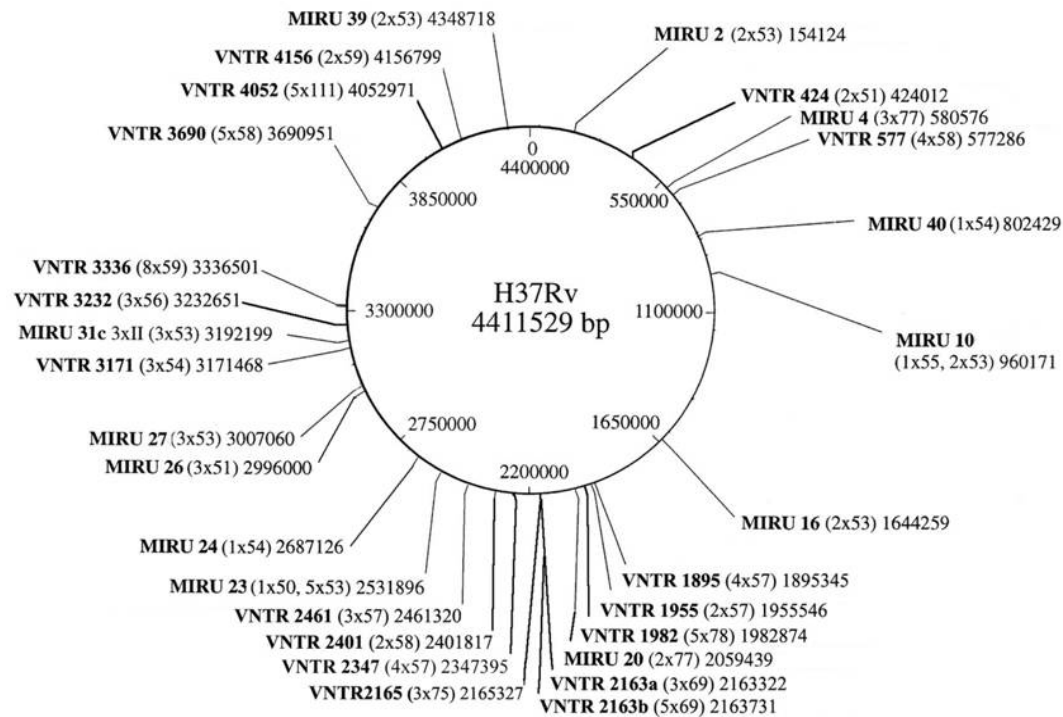 MIRU 39 (2x53) 4348718
MIRU 2 (2x53) 154124
VNTR 4156 (2x59) 4156799
VNTR 4052 (5x111) 4052971
VNTR 424 (2x51) 424012
MIRU 4 (3x77) 580576
VNTR 577 (4x58) 577286
VNTR 3690 (5x58) 3690951
0
4400000
3850000
550000
MIRU 40 (1x54) 802429
VNTR 3336 (8x59) 3336501
VNTR 3232 (3x56) 3232651
MIRU 31c 3xII (3x53) 3192199
VNTR 3171 (3x54) 3171468
3300000
H37Rv
4411529 bp
1100000
MIRU 10
(1x55, 2x53) 960171
MIRU 27 (3x53) 3007060
MIRU 26 (3x51) 2996000
2750000
1650000
2200000
MIRU 16 (2x53) 1644259
MIRU 24 (1x54) 2687126
MIRU 23 (1x50, 5x53) 2531896
VNTR 2461 (3x57) 2461320
VNTR 2401 (2x58) 2401817
VNTR 2347 (4x57) 2347395
VNTR2165 (3x75) 2165327
VNTR 1895 (4x57) 1895345
VNTR 1955 (2x57) 1955546
VNTR 1982 (5x78) 1982874
MIRU 20 (2x77) 2059439
VNTR 2163a (3x69) 2163322
VNTR 2163b (5x69) 2163731